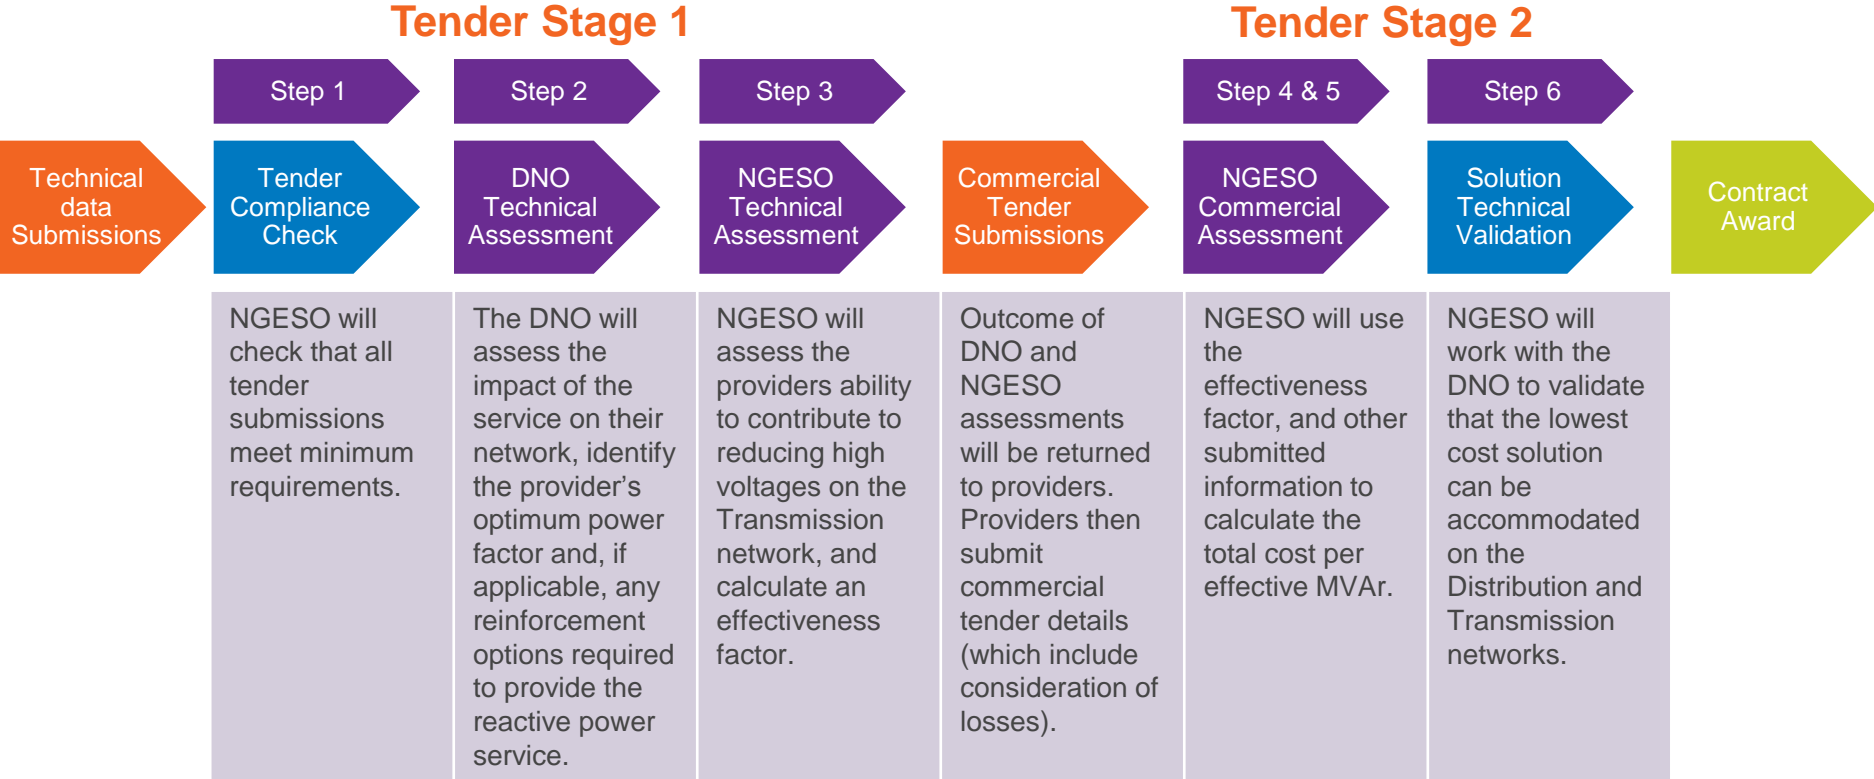 Tender Stage 1
Tender Stage 2
Step 1
Step 2
Step 3
Step 4 & 5
Step 6
Technical
data
Submissions
Tender
Compliance
Check
DNO
Technical
Assessment
NGESO
Technical
Assessment
Commercial
Tender
Submissions
NGESO
Commercial
Assessment
Solution
Technical
Validation
Contract
Award
NGESO will
check that all
tender
submissions
meet minimum
requirements.
The DNO will
assess the
impact of the
service on their
network, identify
the provider’s
optimum power
factor and, if
applicable, any
reinforcement
options required
to provide the
reactive power
service.
NGESO will
assess the
providers ability
to contribute to
reducing high
voltages on the
Transmission
network, and
calculate an
effectiveness
factor.
Outcome of
DNO and
NGESO
assessments
will be returned
to providers.
Providers then
submit
commercial
tender details
(which include
consideration of
losses).
NGESO will use
the
effectiveness
factor, and other
submitted
information to
calculate the
total cost per
effective MVAr.
NGESO will
work with the
DNO to validate
that the lowest
cost solution
can be
accommodated
on the
Distribution and
Transmission
networks.